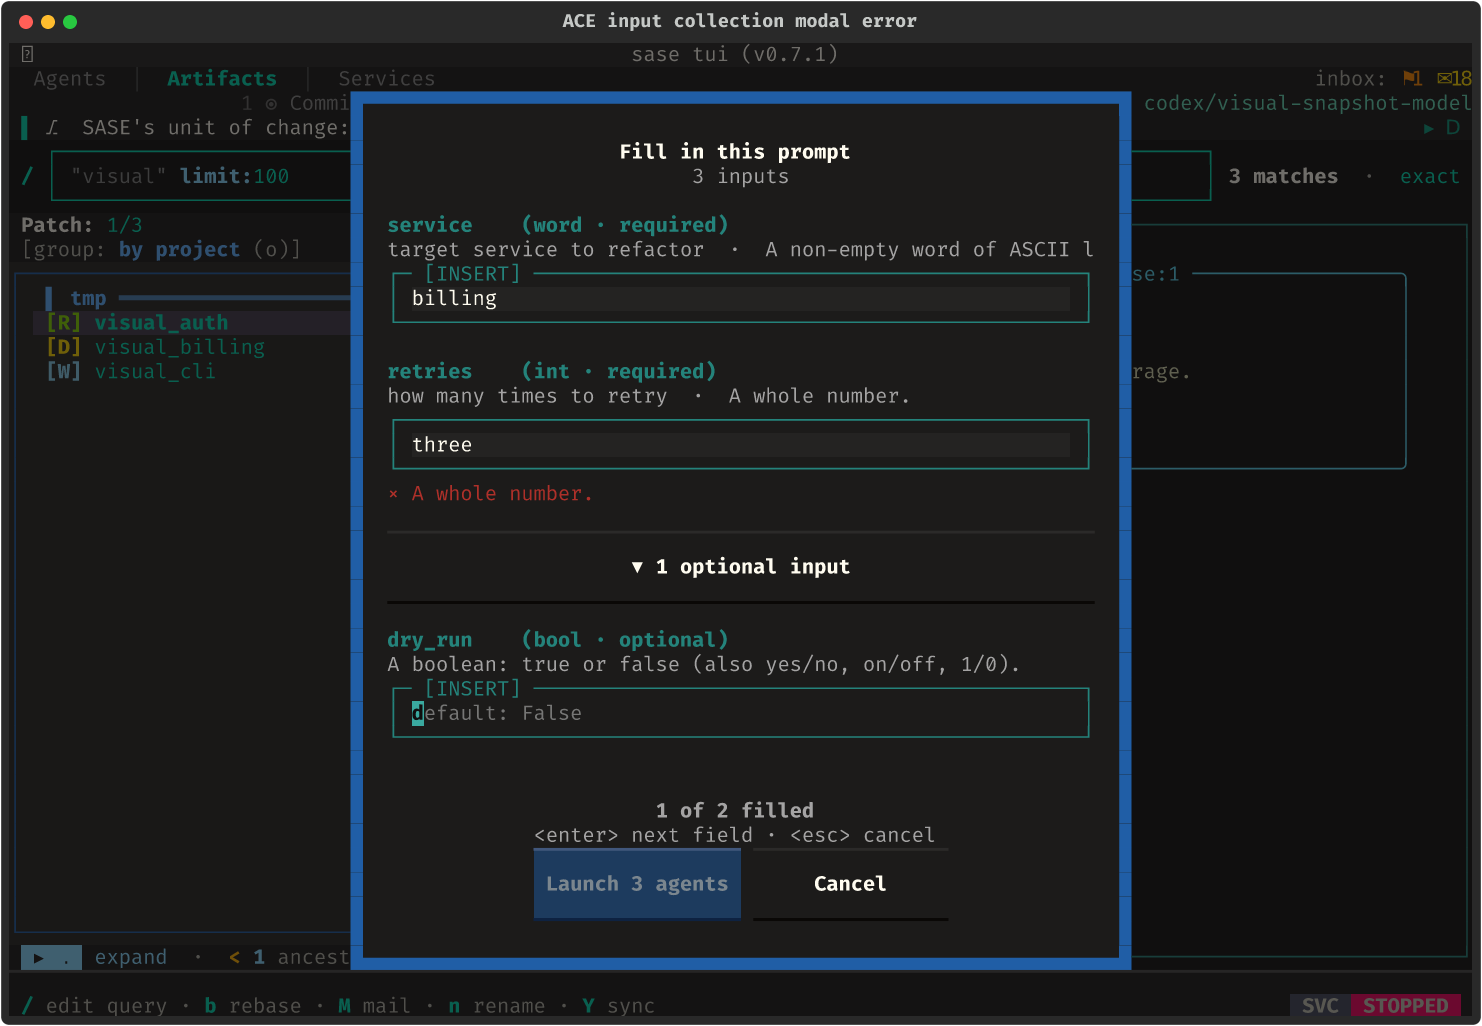 ACE input collection modal error
sase tui (v0.7.1)
Agents │ Artifacts │ Services inbox: ⚑1 ✉18
1 ⊙ Commi codex/visual-snapshot-model
SASE's unit of change: ▶ D
/ "visual" limit:100 3 matches · exact
Patch: 1/3
[group: by project (o)]
tmp
[R] visual_auth
[D] visual_billing
[W] visual_cli
se:1
rage.
Fill in this prompt
3 inputs
service (word · required)
target service to refactor · A non-empty word of ASCII l
[INSERT]
billing
retries (int · required)
how many times to retry · A whole number.
three
× A whole number.
▼ 1 optional input
dry_run (bool · optional)
A boolean: true or false (also yes/no, on/off, 1/0).
[INSERT]
default: False
1 of 2 filled
<enter> next field · <esc> cancel
Launch 3 agents Cancel
▶ . expand · < 1 ancest
/ edit query · b rebase · M mail · n rename · Y sync SVC STOPPED